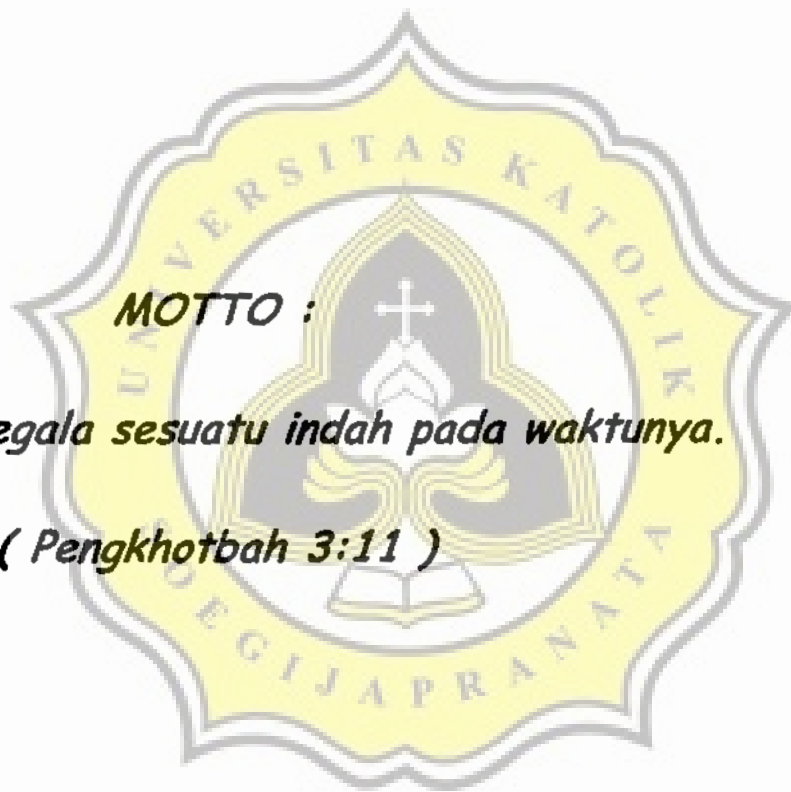 UNIVERSITAS KATOLIK
MOTTO :
egala sesuatu indah pada waktunya.
( Pengkhotbah 3:11 )
SOEGIJAPRANATA